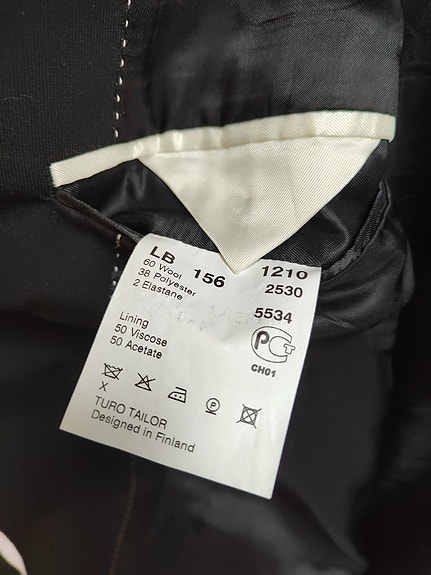 LB 156 1210
60 Wool
38 Polyester 2530
2 Elastane
5534
Lining
50 Viscose
50 Acetate
PCT
CH01
P
X
TURO TAILOR
Designed in Finland